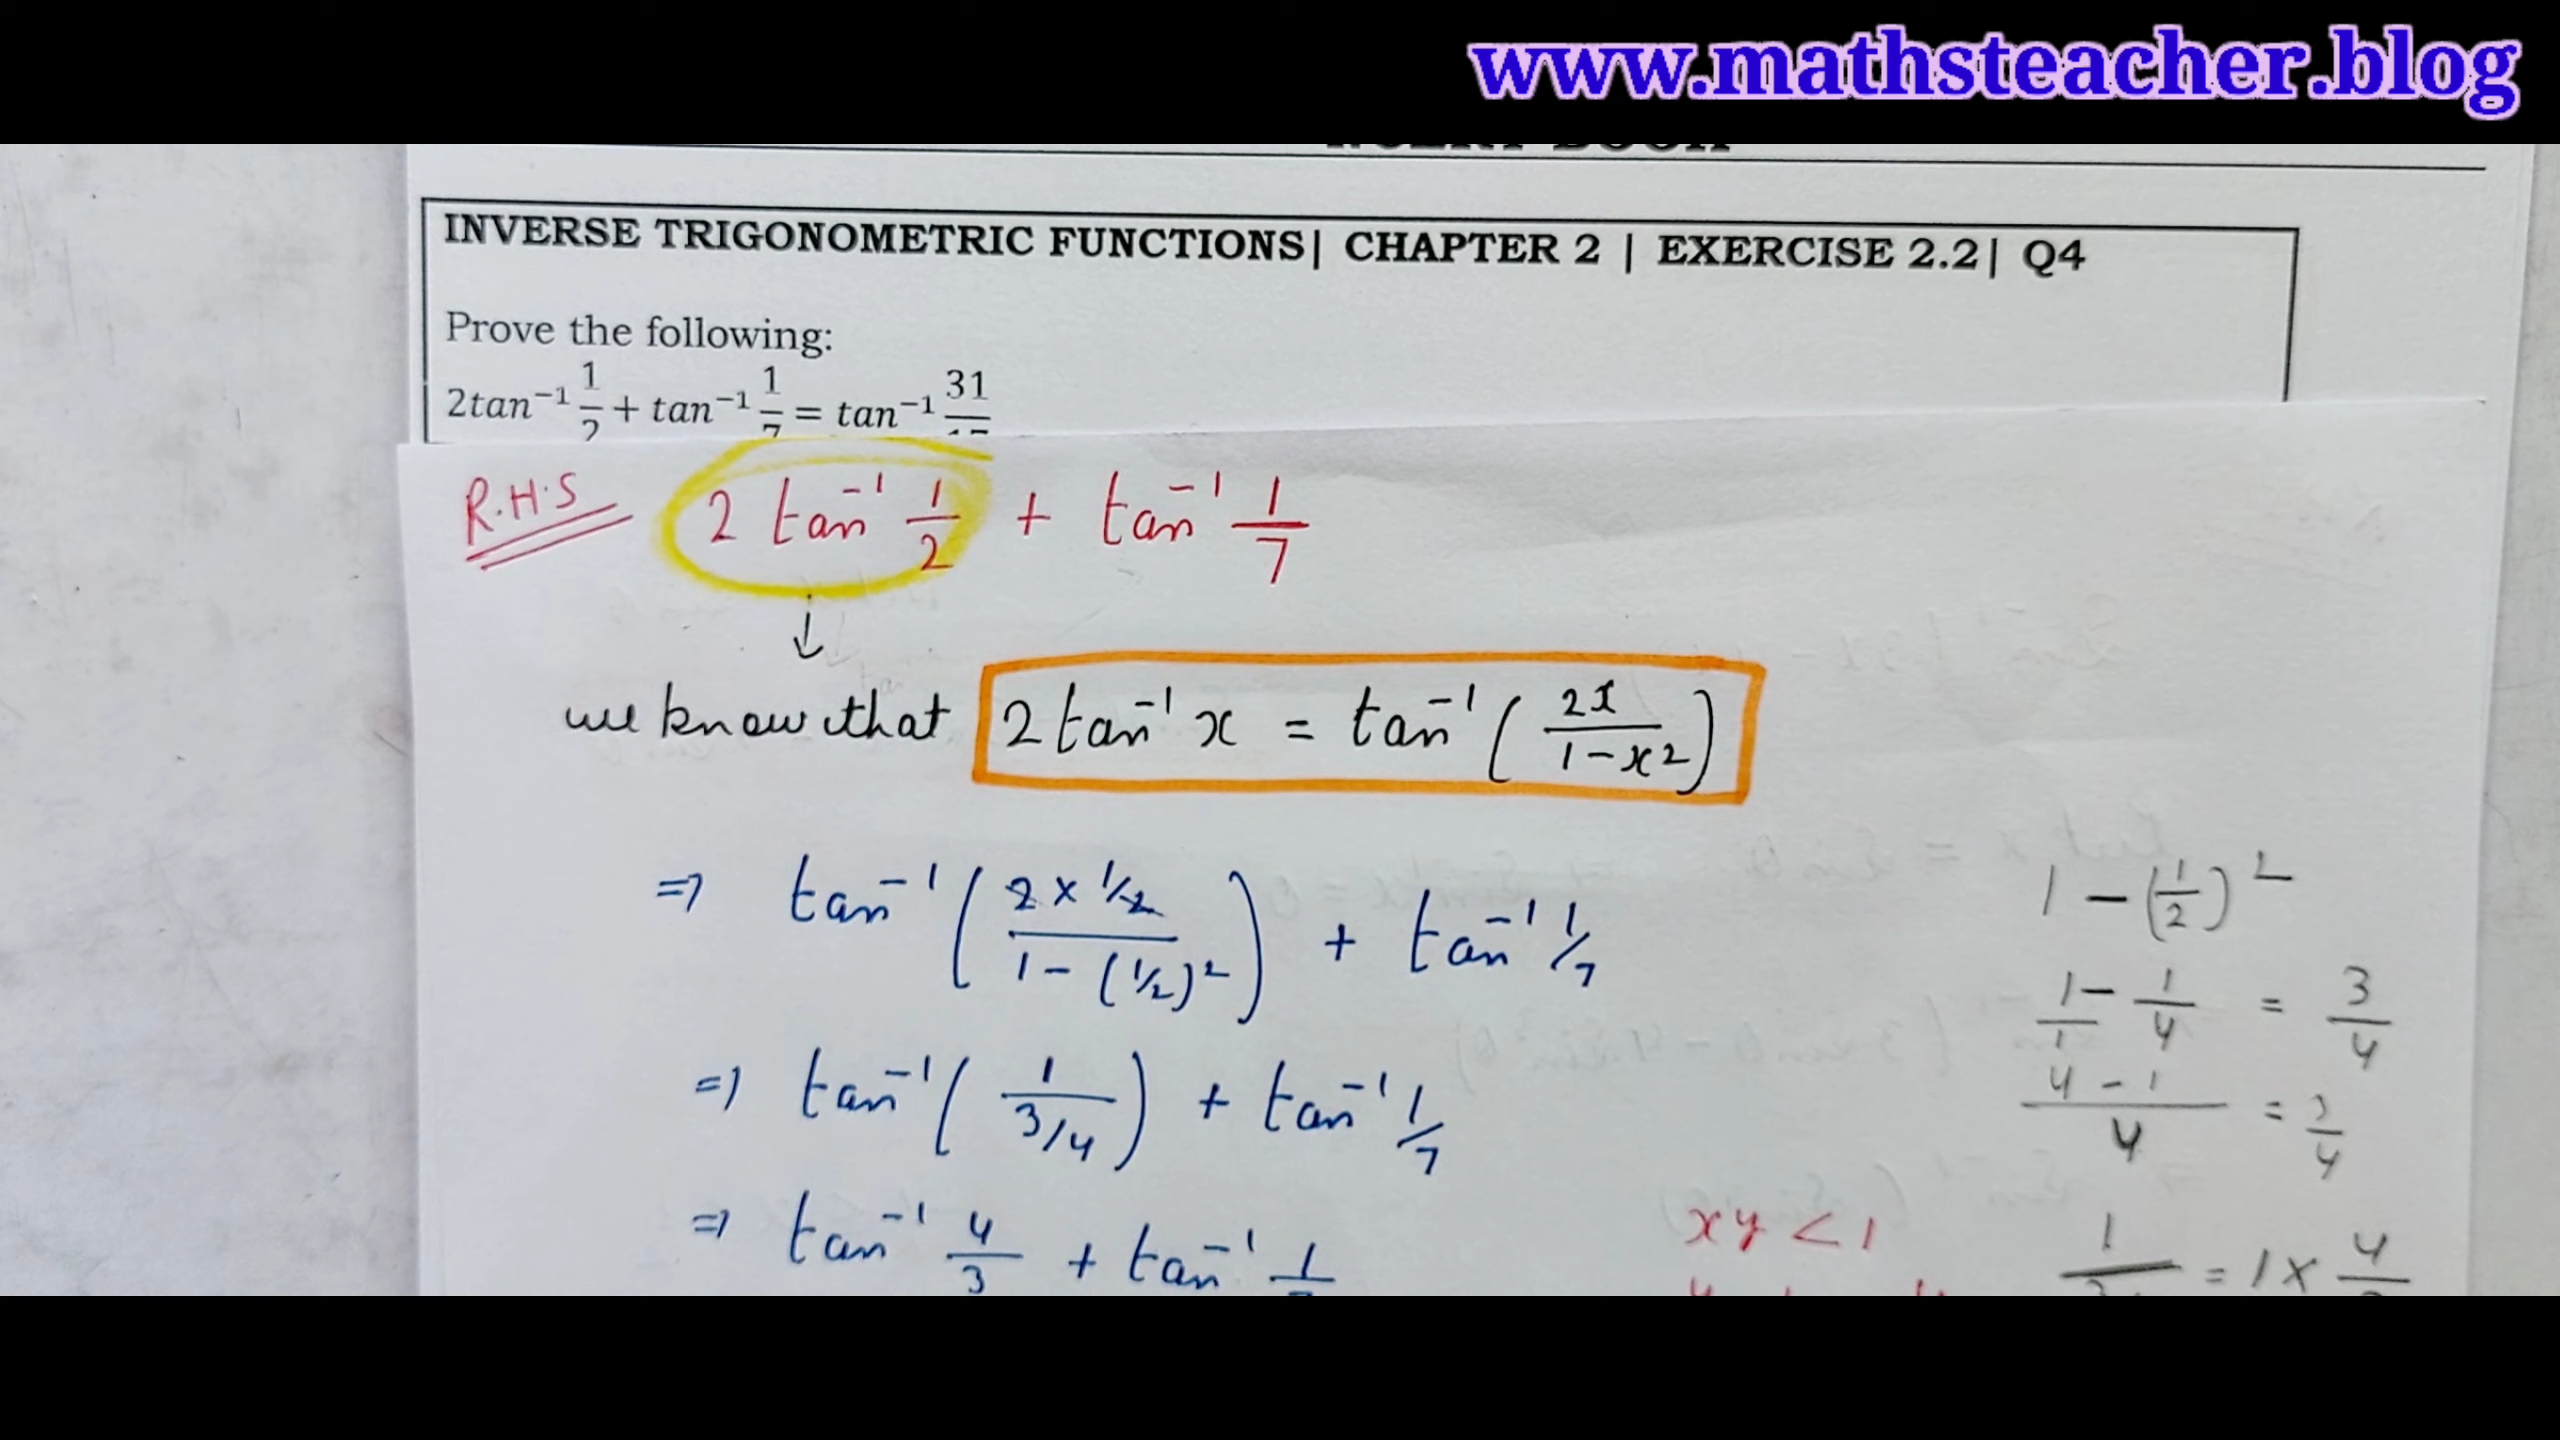 www.mathsteacher.blog
INVERSE TRIGONOMETRIC FUNCTIONS| CHAPTER 2 | EXERCISE 2.2| Q4
Prove the following:
2tan⁻¹ 1/2 + tan⁻¹ 1/7 = tan⁻¹ 31/
R.H.S 2 tan⁻¹ 1/2 + tan⁻¹ 1/7
↓
we know that 2 tan⁻¹ x = tan⁻¹ (2x/(1-x²))
⇒ tan⁻¹ ((2 × 1/2)/(1 - (1/2)²)) + tan⁻¹ 1/7
⇒ tan⁻¹ (1/(3/4)) + tan⁻¹ 1/7
⇒ tan⁻¹ 4/3 + tan⁻¹ 1/
1 - (1/2)²
1/1 - 1/4 = 3/4
(4 - 1)/4 = 3/4
xy < 1
1/ = 1 × 4/